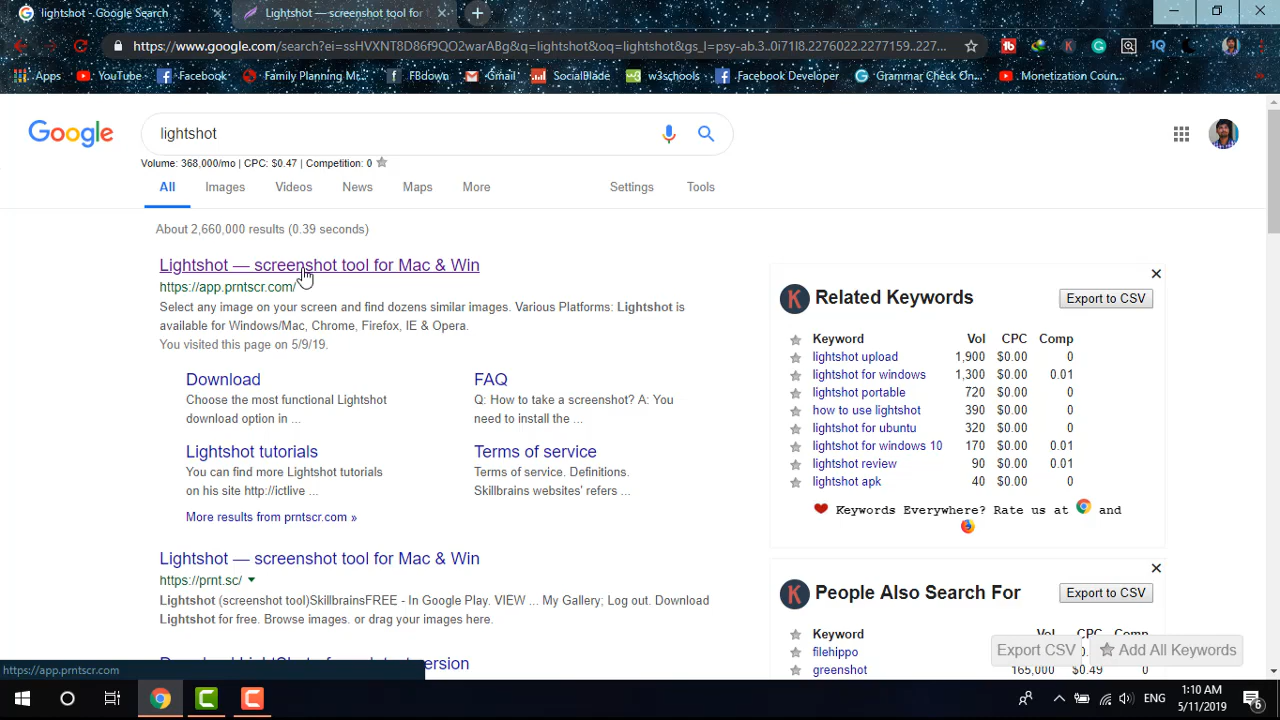 lightshot - Google Search
Lightshot — screenshot tool for
https://www.google.com/search?ei=ssHVXNT8D86f9QO2warABg&q=lightshot&oq=lightshot&gs_l=psy-ab.3..0i71l8.2276022.2277159...227...
Apps
YouTube
Facebook
Family Planning Mr...
FBdown
Gmail
SocialBlade
w3schools
Facebook Developer
Grammar Check On...
Monetization Coun...
Google
lightshot
Volume: 368,000/mo | CPC: $0.47 | Competition: 0
All
Images
Videos
News
Maps
More
Settings
Tools
About 2,660,000 results (0.39 seconds)
Lightshot — screenshot tool for Mac & Win
https://app.prntscr.com/
Select any image on your screen and find dozens similar images. Various Platforms: Lightshot is
available for Windows/Mac, Chrome, Firefox, IE & Opera.
You visited this page on 5/9/19.
Download
Choose the most functional Lightshot
download option in ...
FAQ
Q: How to take a screenshot? A: You
need to install the ...
Lightshot tutorials
You can find more Lightshot tutorials
on his site http://ictlive ...
Terms of service
Terms of service. Definitions.
Skillbrains websites' refers ...
More results from prntscr.com »
Lightshot — screenshot tool for Mac & Win
https://prnt.sc/
Lightshot (screenshot tool)SkillbrainsFREE - In Google Play. VIEW ... My Gallery; Log out. Download
Lightshot for free. Browse images. or drag your images here.
Related Keywords
Export to CSV
Keyword Vol CPC Comp
lightshot upload 1,900 $0.00 0
lightshot for windows 1,300 $0.00 0.01
lightshot portable 720 $0.00 0
how to use lightshot 390 $0.00 0
lightshot for ubuntu 320 $0.00 0
lightshot for windows 10 170 $0.00 0.01
lightshot review 90 $0.00 0.01
lightshot apk 40 $0.00 0
Keywords Everywhere? Rate us at and
People Also Search For
Export to CSV
Keyword Vol CPC Comp
filehippo
greenshot 165,000 $0.49 0
Export CSV
Add All Keywords
https://app.prntscr.com
ENG
1:10 AM
5/11/2019
6